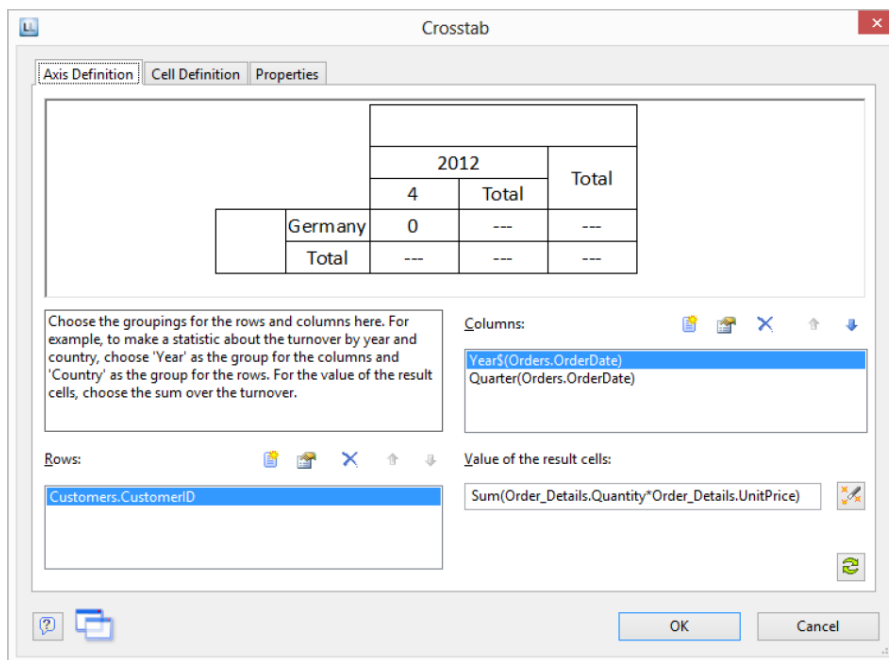 LL
Crosstab
Axis Definition Cell Definition Properties
2012
Total
4 Total
Germany 0 --- ---
Total --- --- ---
Choose the groupings for the rows and columns here. For
example, to make a statistic about the turnover by year and
country, choose 'Year' as the group for the columns and
'Country' as the group for the rows. For the value of the result
cells, choose the sum over the turnover.
Columns:
Year$(Orders.OrderDate)
Quarter(Orders.OrderDate)
Rows:
Customers.CustomerID
Value of the result cells:
Sum(Order_Details.Quantity*Order_Details.UnitPrice)
OK Cancel